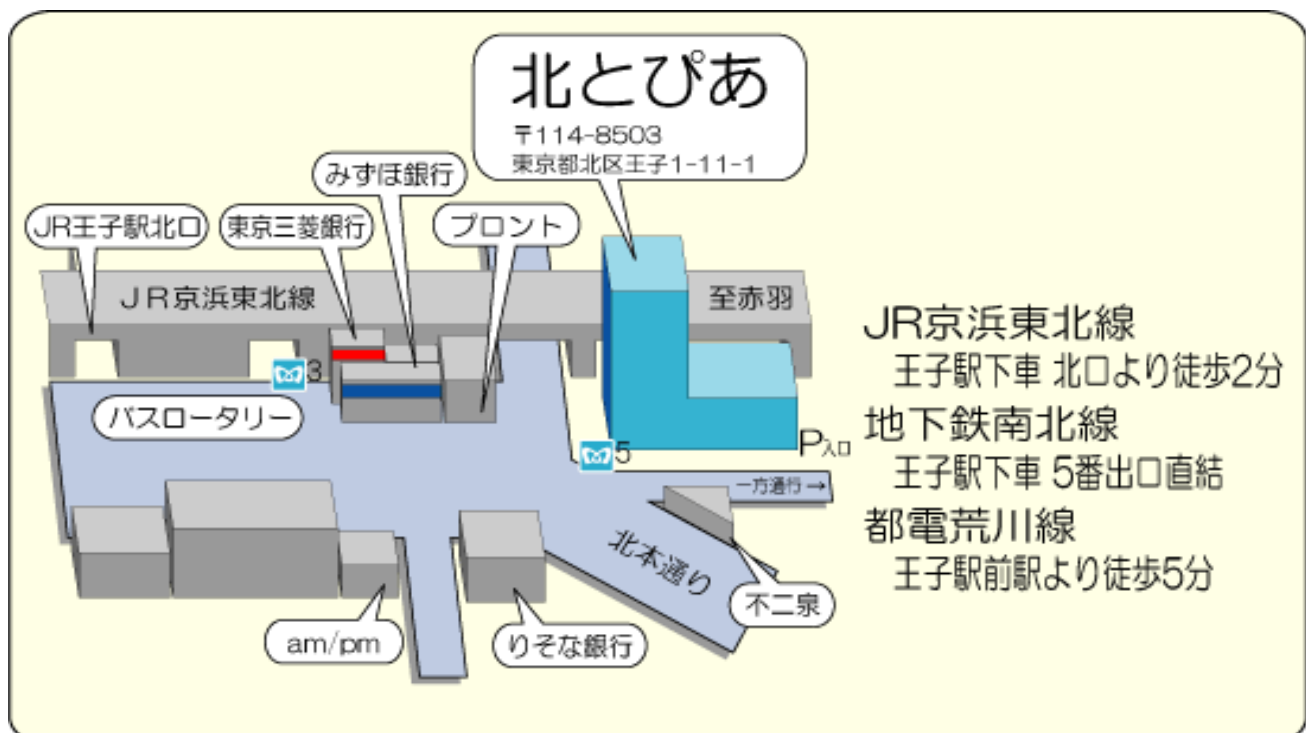 北とぴあ
〒114-8503
東京都北区王子1-11-1
みずほ銀行
JR王子駅北口
東京三菱銀行
プロント
JR京浜東北線
至赤羽
3
バスロータリー
5
P入口
一方通行→
北本通り
不二泉
am/pm
りそな銀行
JR京浜東北線
王子駅下車 北口より徒歩2分
地下鉄南北線
王子駅下車 5番出口直結
都電荒川線
王子駅前駅より徒歩5分